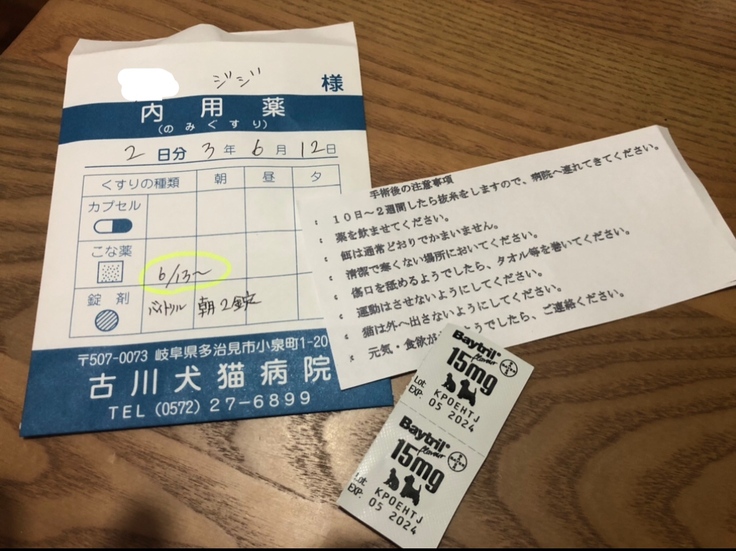 ジジ 様
内用薬
(のみぐすり)
2 日分 3 年 6 月 12 日
くすりの種類 朝 昼 夕
カプセル
こな薬
6/13〜
錠 剤 バイトリル 朝2錠
〒507-0073 岐阜県多治見市小泉町1-20
古川犬猫病院
TEL (0572) 27-6899
手術後の注意事項
: 10日〜2週間したら抜糸をしますので、病院へ連れてきてください。
: 薬を飲ませてください。
: 餌は通常どおりでかまいません。
: 清潔で寒くない場所においてください。
: 傷口を舐めるようでしたら、タオル等を巻いてください。
: 運動はさせないようにしてください。
: 猫は外へ出さないようにしてください。
* 元気・食欲が ようでしたら、ご連絡ください。
Baytril®
flavour
BAYER
15mg
Lot KP0EHTJ
EXP. 05 2024
Baytril®
flavour
BAYER
15mg
Lot KP0EHTJ
EXP. 05 2024